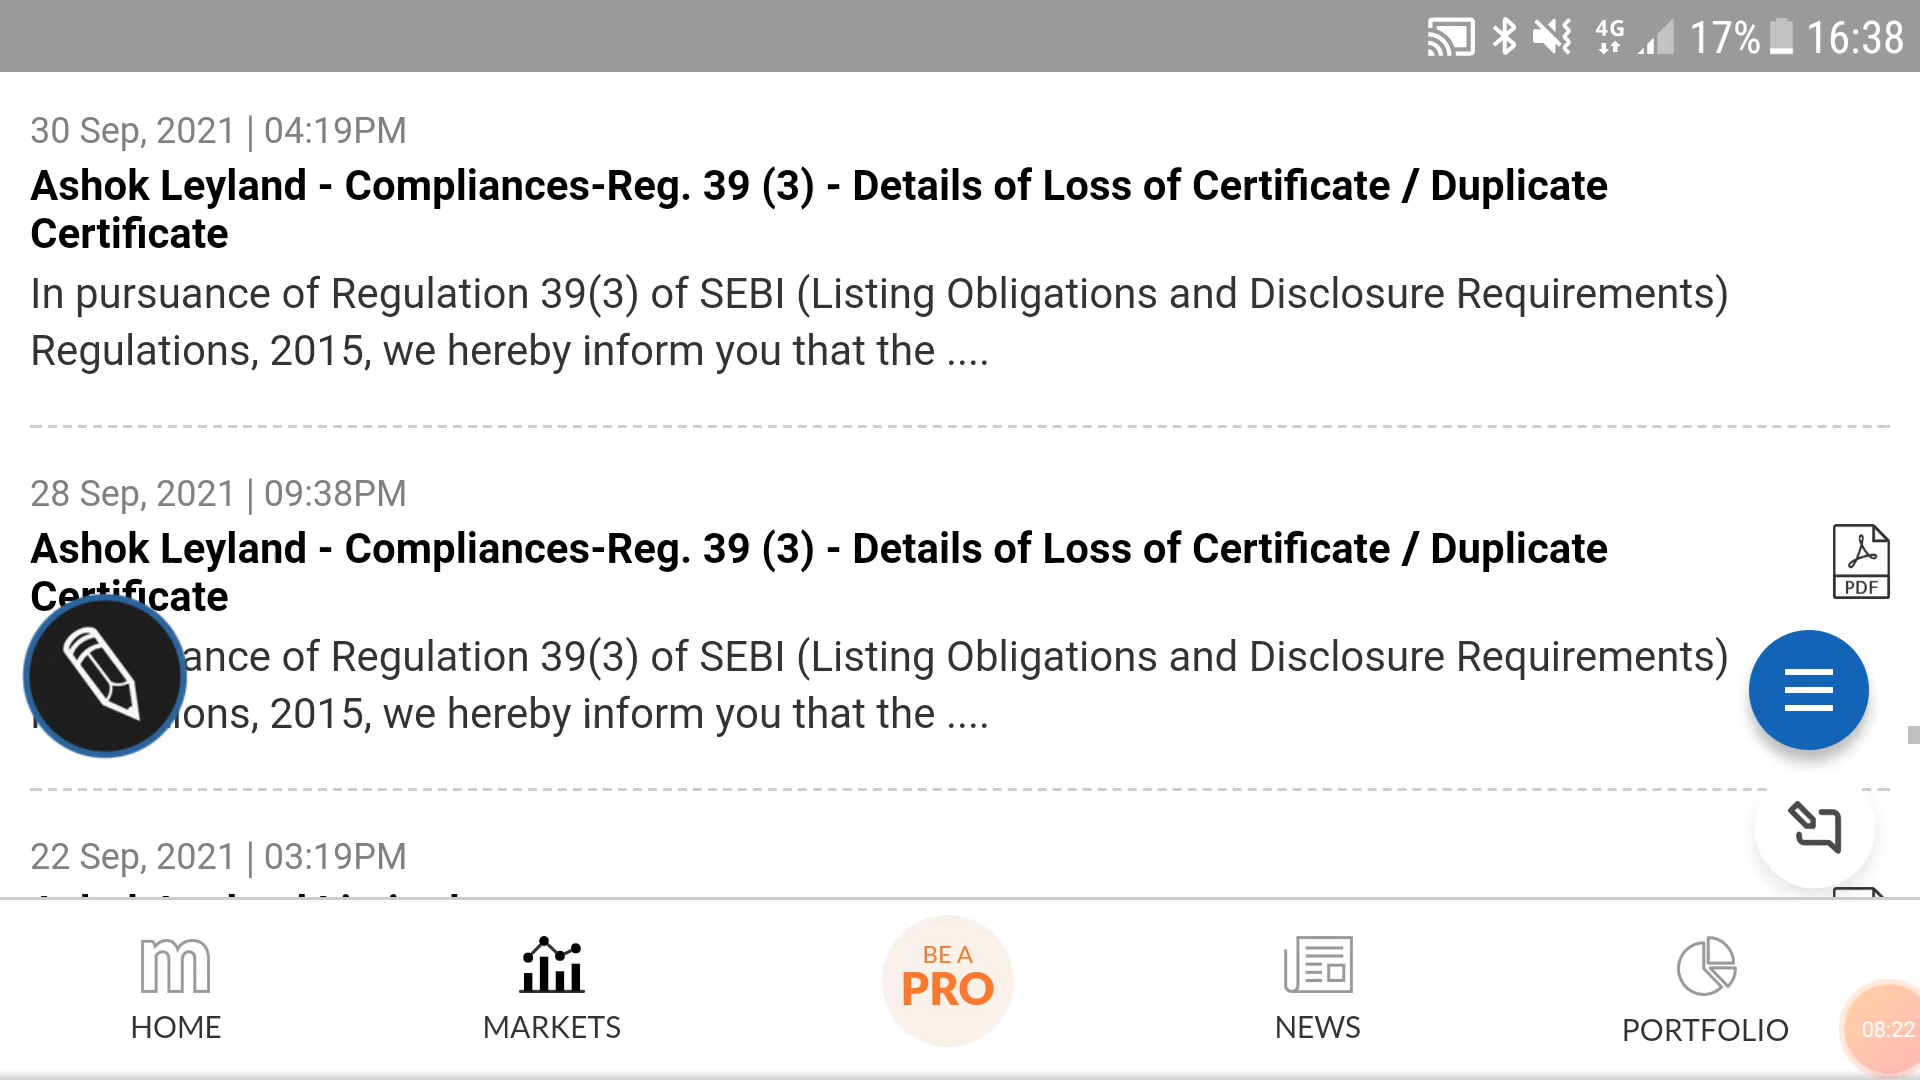 4G 17% 16:38
30 Sep, 2021 | 04:19PM
Ashok Leyland - Compliances-Reg. 39 (3) - Details of Loss of Certificate / Duplicate
Certificate
In pursuance of Regulation 39(3) of SEBI (Listing Obligations and Disclosure Requirements)
Regulations, 2015, we hereby inform you that the ....
28 Sep, 2021 | 09:38PM
Ashok Leyland - Compliances-Reg. 39 (3) - Details of Loss of Certificate / Duplicate
Certificate
PDF
ance of Regulation 39(3) of SEBI (Listing Obligations and Disclosure Requirements)
ions, 2015, we hereby inform you that the ....
22 Sep, 2021 | 03:19PM
m
HOME
MARKETS
BE A
PRO
NEWS
PORTFOLIO
08:22